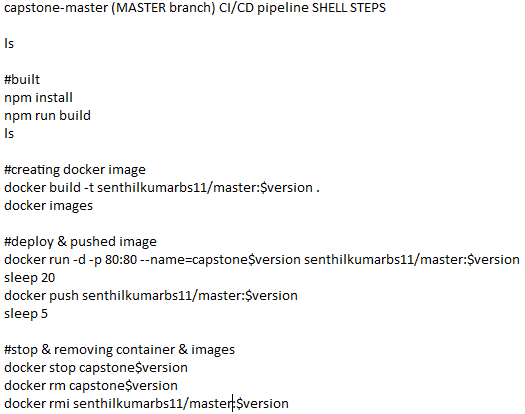 capstone-master (MASTER branch) CI/CD pipeline SHELL STEPS
ls
#built
npm install
npm run build
ls
#creating docker image
docker build -t senthilkumarbs11/master:$version .
docker images
#deploy & pushed image
docker run -d -p 80:80 --name=capstone$version senthilkumarbs11/master:$version
sleep 20
docker push senthilkumarbs11/master:$version
sleep 5
#stop & removing container & images
docker stop capstone$version
docker rm capstone$version
docker rmi senthilkumarbs11/master:$version